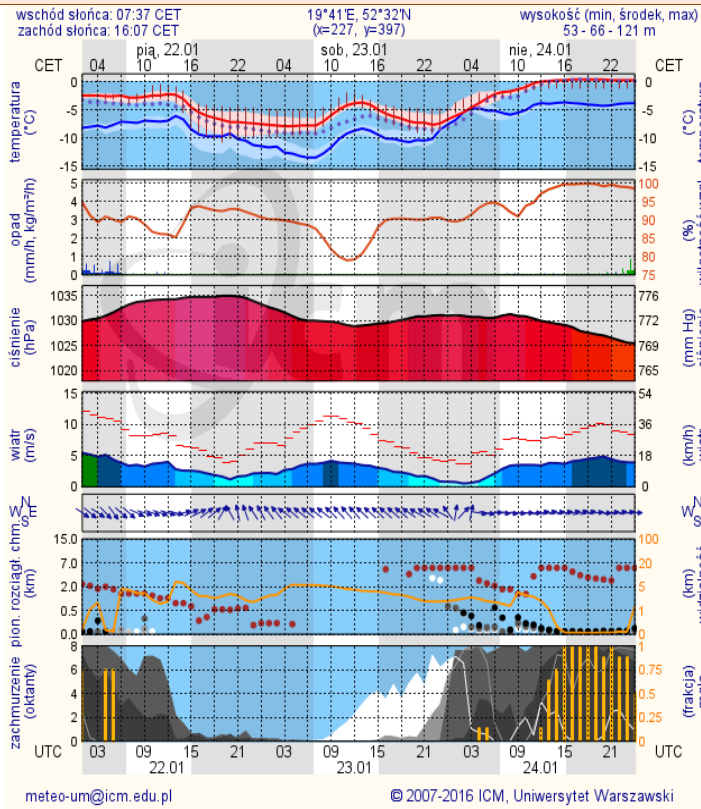 wschód słońca: 07:37 CET 19°41'E, 52°32'N wysokość (min, środek, max)
zachód słońca: 16:07 CET (x=227, y=397) 53 - 66 - 121 m
pią, 22.01 sob, 23.01 nie, 24.01
CET 04 10 22 04 10 22 04 10 22 CET
temperatura (°C) 0 -5 -10 -15 0 -5 -10 -15 (°C)
opad (mm/h, kg/m²/h) 5 4 3 2 1 0 100 95 90 85 80 75 (%)
ciśnienie (hPa) 1035 1030 1025 1020 776 772 769 765 (mm Hg)
wiatr (m/s) 15 10 5 0 54 36 18 0 (km/h)
N W E S N W S
pion. rozciągł. chm. (km) 15.0 7.0 2.0 0.5 0.0 100 20 5 1 0 (km)
zachmurzenie (oktanty) 8 6 4 2 0 1 0.75 0.5 0.25 0 (frakcja)
UTC 03 09 15 21 03 09 15 21 03 09 15 21 UTC
22.01 23.01 24.01
meteo-um@icm.edu.pl © 2007-2016 ICM, Uniwersytet Warszawski